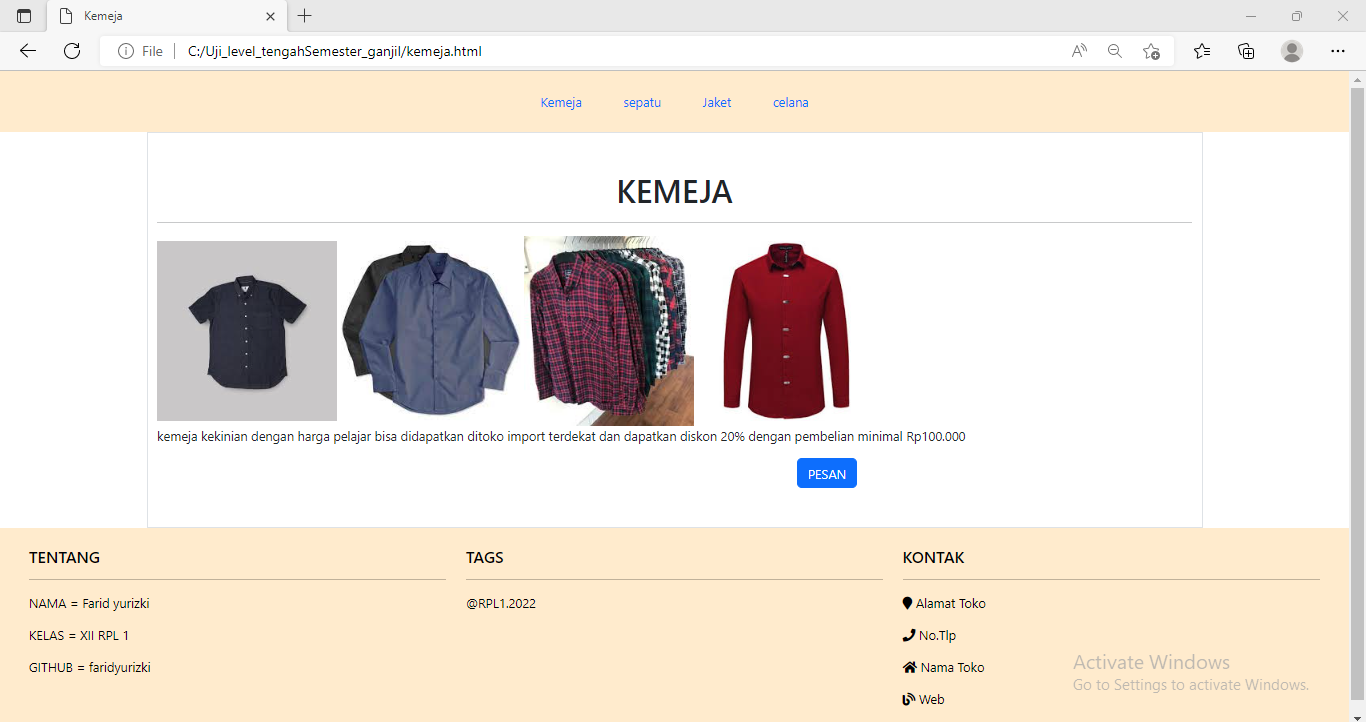 Kemeja
File
C:/Uji_level_tengahSemester_ganjil/kemeja.html
Kemeja sepatu Jaket celana
KEMEJA
kemeja kekinian dengan harga pelajar bisa didapatkan ditoko import terdekat dan dapatkan diskon 20% dengan pembelian minimal Rp100.000
PESAN
TENTANG
NAMA = Farid yurizki
KELAS = XII RPL 1
GITHUB = faridyurizki
TAGS
@RPL1.2022
KONTAK
Alamat Toko
No.Tlp
Nama Toko
Web
Activate Windows
Go to Settings to activate Windows.